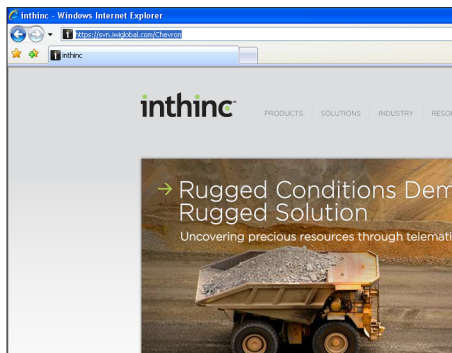 inthinc - Windows Internet Explorer
https://svn.iwiglobal.com/Chevron
inthinc
inthinc
PRODUCTS SOLUTIONS INDUSTRY RESO
→ Rugged Conditions Dem
Rugged Solution
Uncovering precious resources through telemati